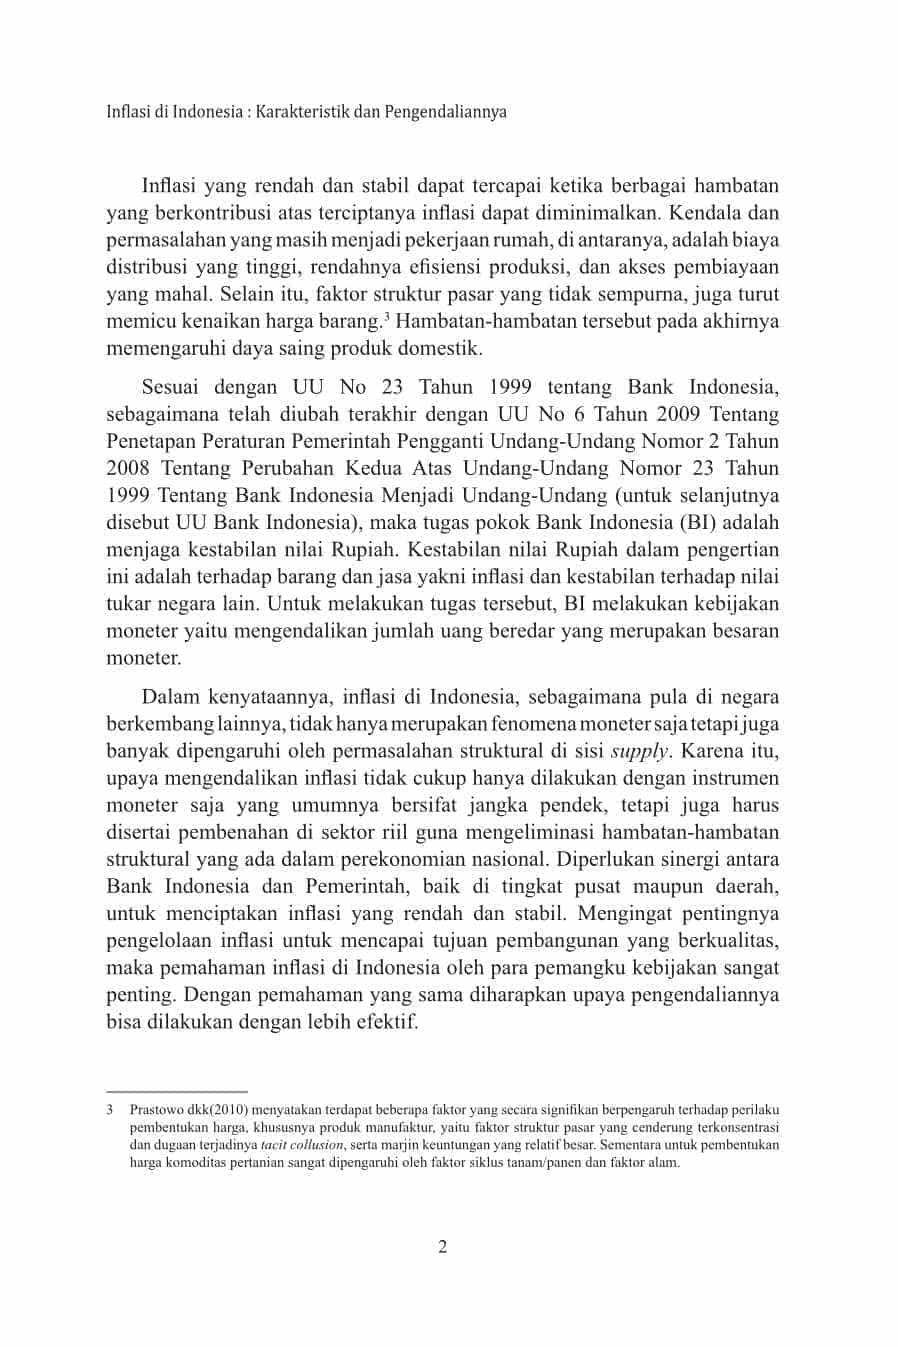 Inflasi di Indonesia : Karakteristik dan Pengendaliannya
Inflasi yang rendah dan stabil dapat tercapai ketika berbagai hambatan
yang berkontribusi atas terciptanya inflasi dapat diminimalkan. Kendala dan
permasalahan yang masih menjadi pekerjaan rumah, di antaranya, adalah biaya
distribusi yang tinggi, rendahnya efisiensi produksi, dan akses pembiayaan
yang mahal. Selain itu, faktor struktur pasar yang tidak sempurna, juga turut
memicu kenaikan harga barang.3 Hambatan-hambatan tersebut pada akhirnya
memengaruhi daya saing produk domestik.
Sesuai dengan UU No 23 Tahun 1999 tentang Bank Indonesia,
sebagaimana telah diubah terakhir dengan UU No 6 Tahun 2009 Tentang
Penetapan Peraturan Pemerintah Pengganti Undang-Undang Nomor 2 Tahun
2008 Tentang Perubahan Kedua Atas Undang-Undang Nomor 23 Tahun
1999 Tentang Bank Indonesia Menjadi Undang-Undang (untuk selanjutnya
disebut UU Bank Indonesia), maka tugas pokok Bank Indonesia (BI) adalah
menjaga kestabilan nilai Rupiah. Kestabilan nilai Rupiah dalam pengertian
ini adalah terhadap barang dan jasa yakni inflasi dan kestabilan terhadap nilai
tukar negara lain. Untuk melakukan tugas tersebut, BI melakukan kebijakan
moneter yaitu mengendalikan jumlah uang beredar yang merupakan besaran
moneter.
Dalam kenyataannya, inflasi di Indonesia, sebagaimana pula di negara
berkembang lainnya, tidak hanya merupakan fenomena moneter saja tetapi juga
banyak dipengaruhi oleh permasalahan struktural di sisi supply. Karena itu,
upaya mengendalikan inflasi tidak cukup hanya dilakukan dengan instrumen
moneter saja yang umumnya bersifat jangka pendek, tetapi juga harus
disertai pembenahan di sektor riil guna mengeliminasi hambatan-hambatan
struktural yang ada dalam perekonomian nasional. Diperlukan sinergi antara
Bank Indonesia dan Pemerintah, baik di tingkat pusat maupun daerah,
untuk menciptakan inflasi yang rendah dan stabil. Mengingat pentingnya
pengelolaan inflasi untuk mencapai tujuan pembangunan yang berkualitas,
maka pemahaman inflasi di Indonesia oleh para pemangku kebijakan sangat
penting. Dengan pemahaman yang sama diharapkan upaya pengendaliannya
bisa dilakukan dengan lebih efektif.
3 Prastowo dkk(2010) menyatakan terdapat beberapa faktor yang secara signifikan berpengaruh terhadap perilaku
pembentukan harga, khususnya produk manufaktur, yaitu faktor struktur pasar yang cenderung terkonsentrasi
dan dugaan terjadinya tacit collusion, serta marjin keuntungan yang relatif besar. Sementara untuk pembentukan
harga komoditas pertanian sangat dipengaruhi oleh faktor siklus tanam/panen dan faktor alam.
2